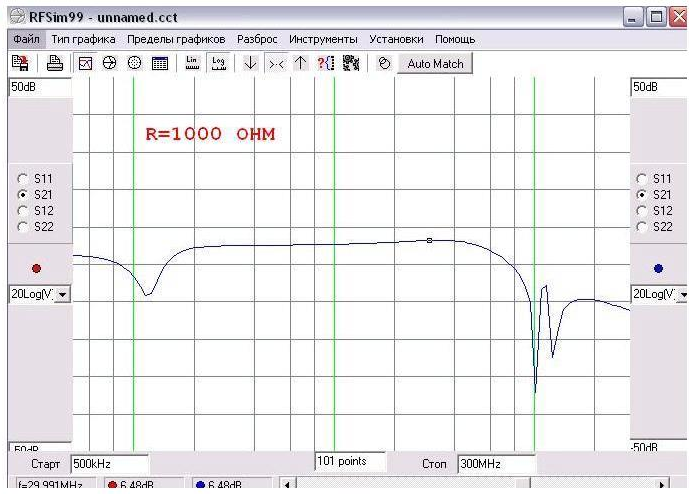 RFSim99 - unnamed.cct
Файл Тип графика Пределы графиков Разброс Инструменты Установки Помощь
Lin Log Auto Match
50dB 50dB
R=1000 OHM
S11 S11
S21 S21
S12 S12
S22 S22
20Log(V) 20Log(V)
-50dB -50dB
Старт 500kHz 101 points Стоп 300MHz
f=29.991MHz 6.48dB 6.48dB